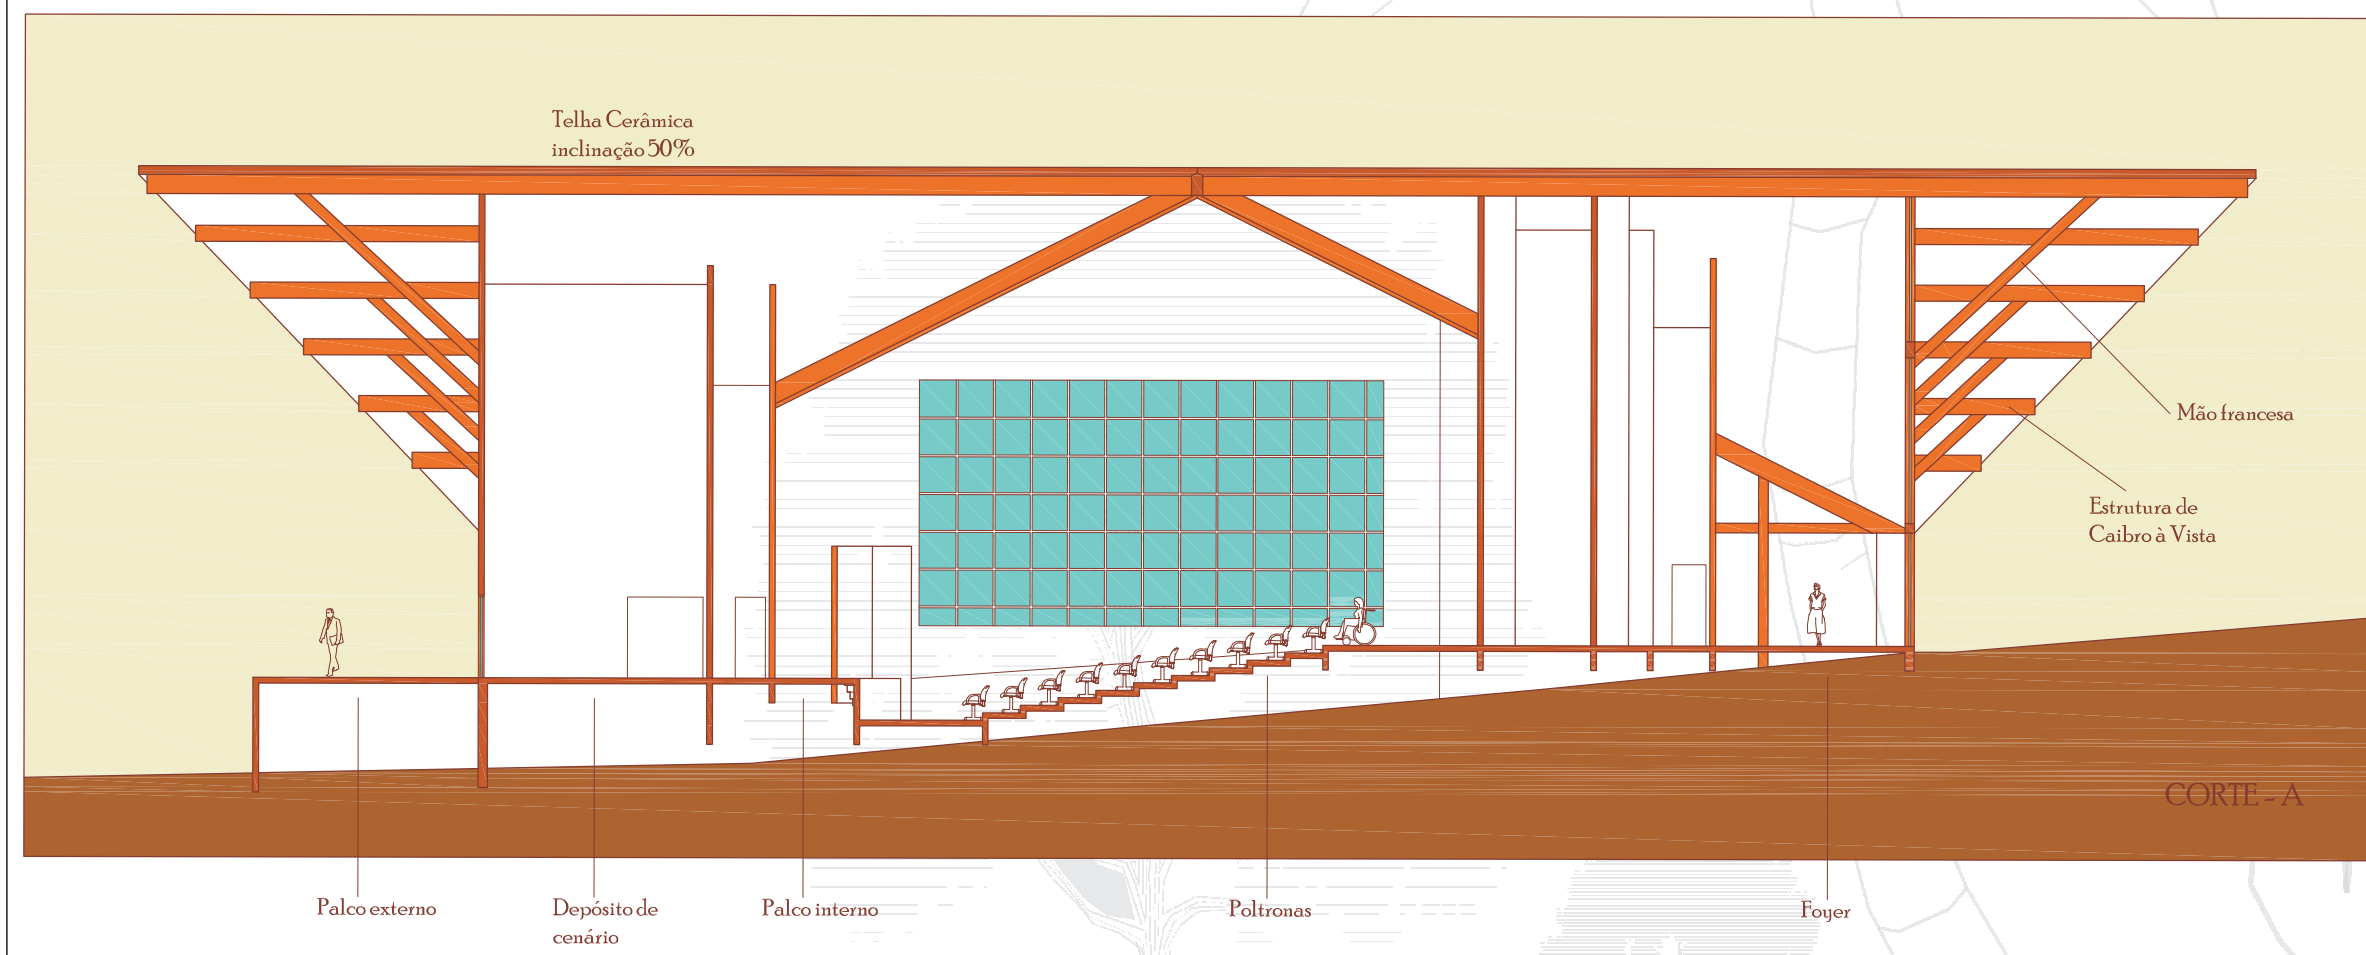 Telha Cerâmica
inclinação 50%
Mão francesa
Estrutura de
Caibro à Vista
CORTE - A
Palco externo
Depósito de
cenário
Palco interno
Poltronas
Foyer